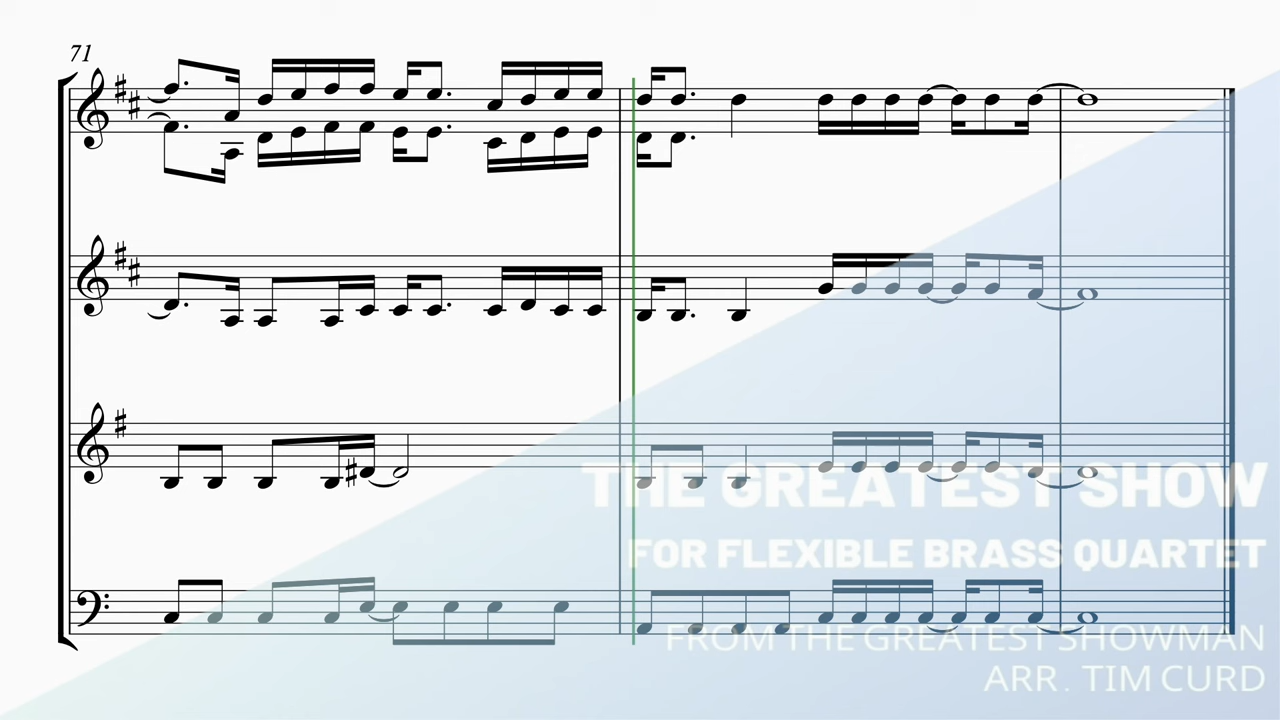 71
THE GREATEST SHOW
FOR FLEXIBLE BRASS QUARTET
FROM THE GREATEST SHOWMAN
ARR. TIM CURD